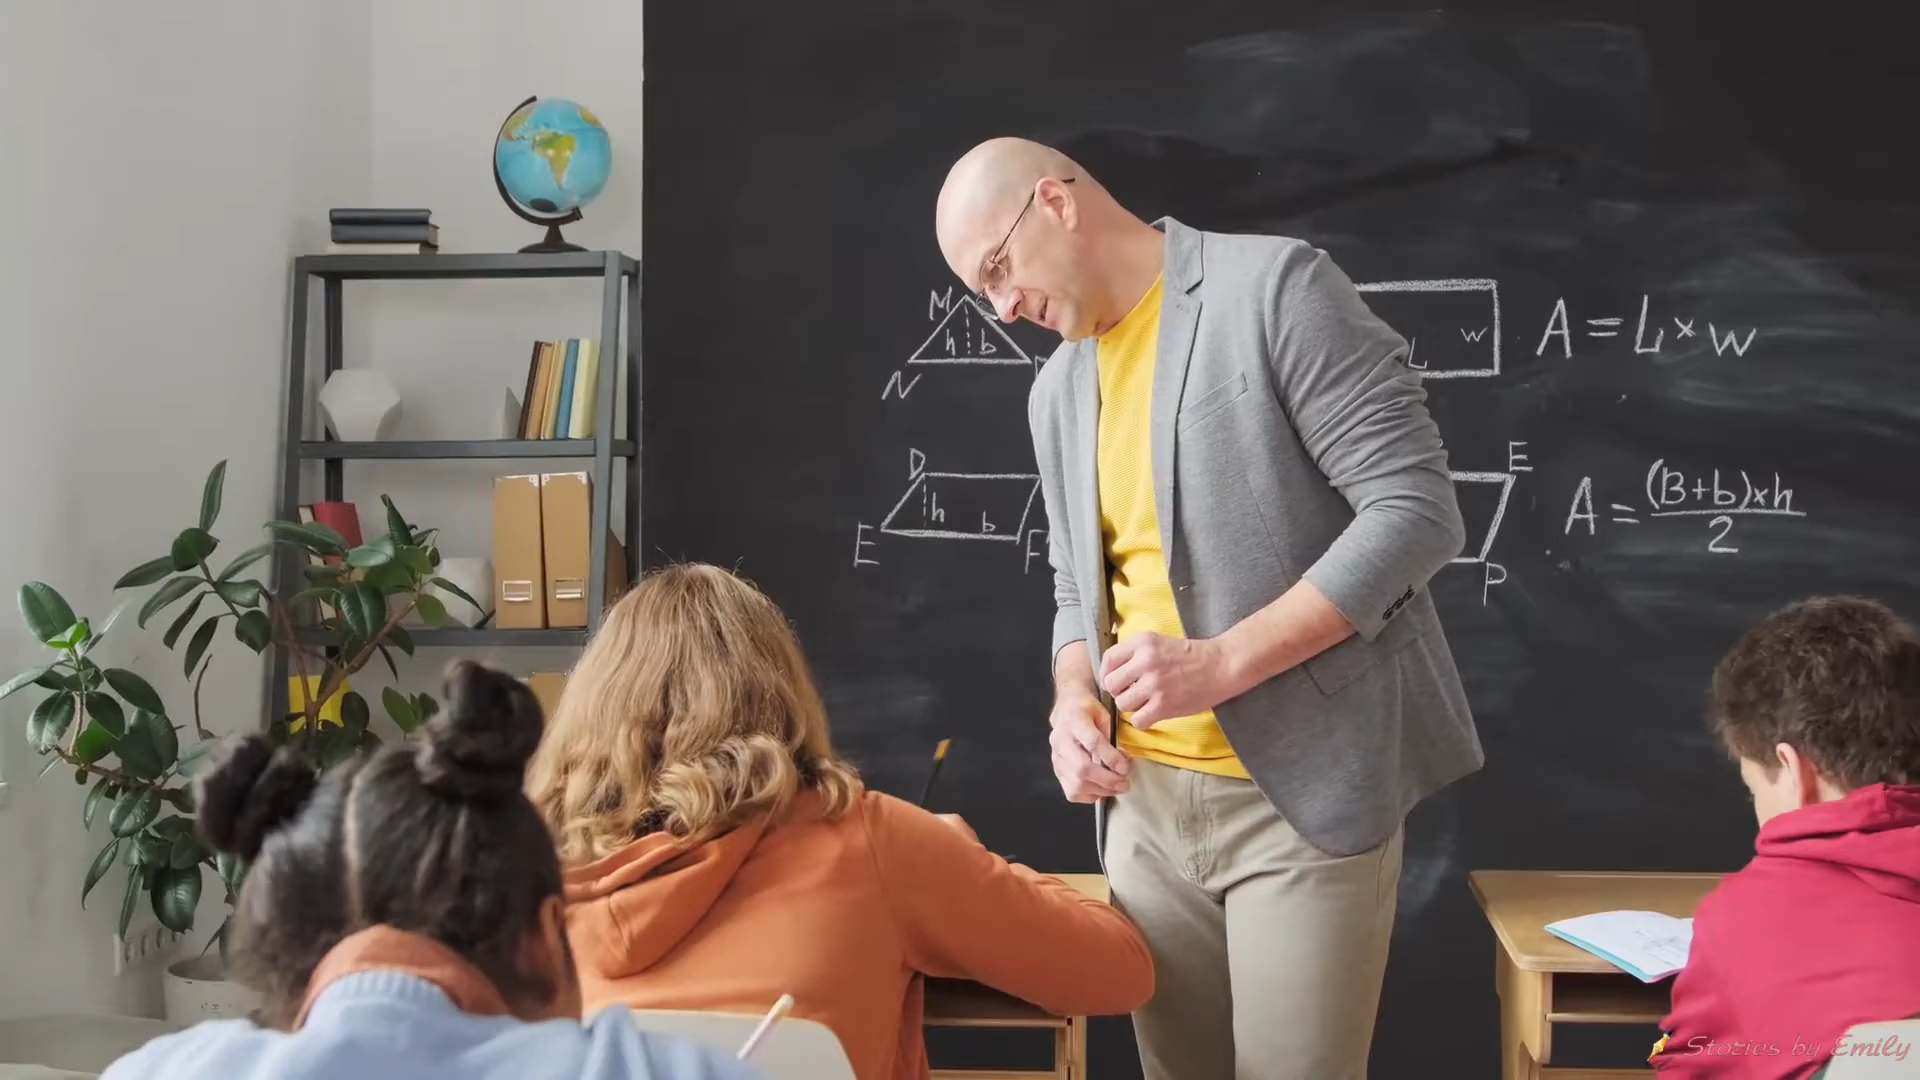 M
h b
N
w
L
A = L × w
D
h b
E F
E
P
A = (B+b)×h / 2
Stories by Emily